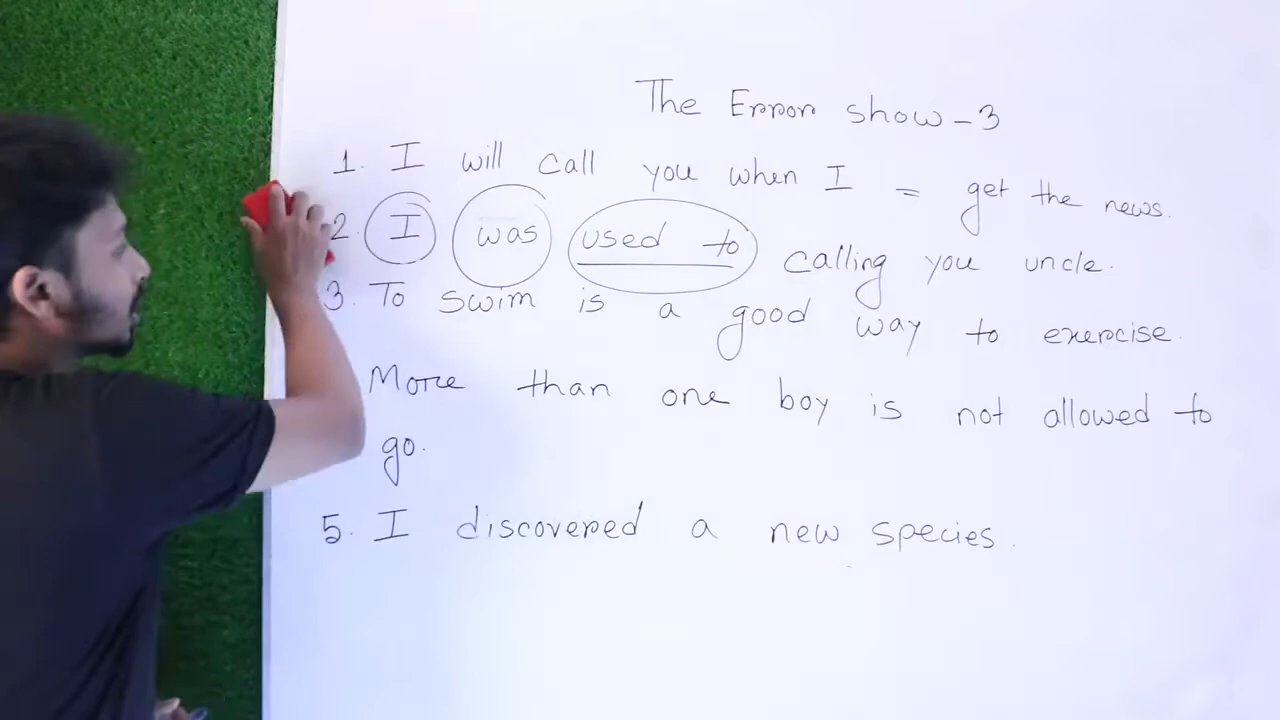 The Error show-3
1. I will call you when I = get the news.
2. I was used to calling you uncle.
3. To swim is a good way to exercise.
More than one boy is not allowed to
go.
5. I discovered a new species.